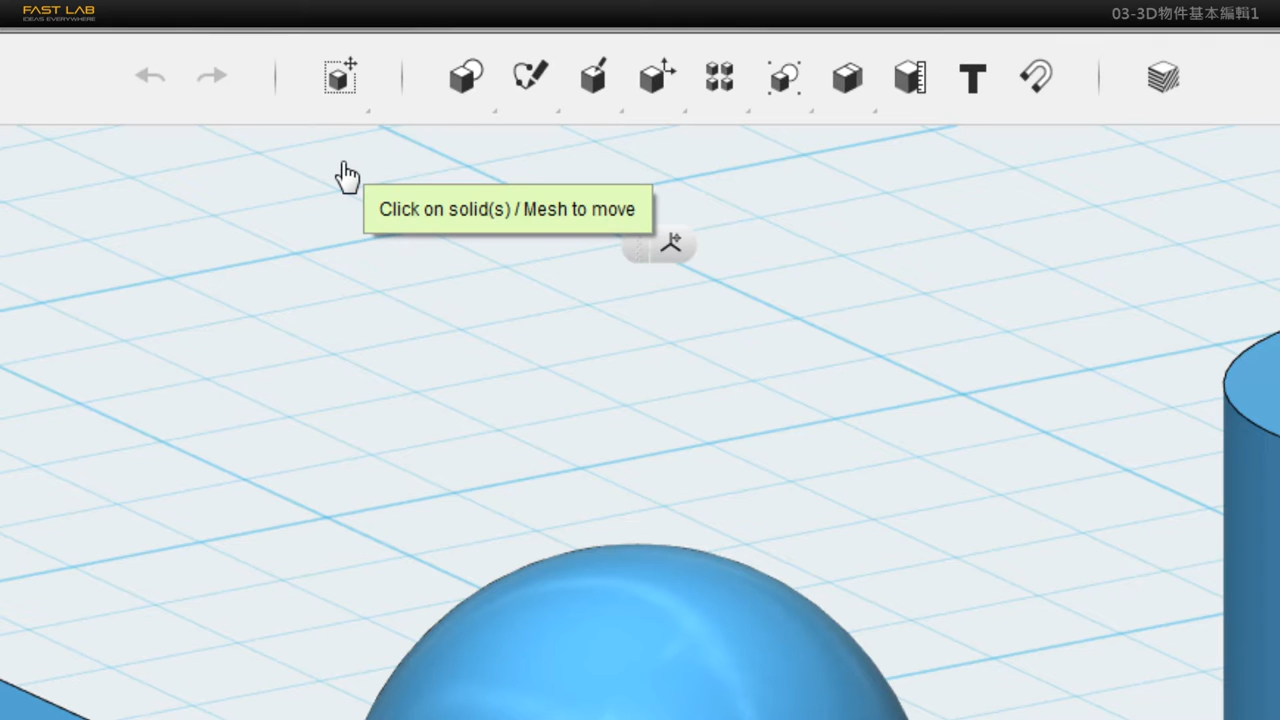 FAST LAB
IDEAS EVERYWHERE
03-3D物件基本編輯1
T
Click on solid(s) / Mesh to move